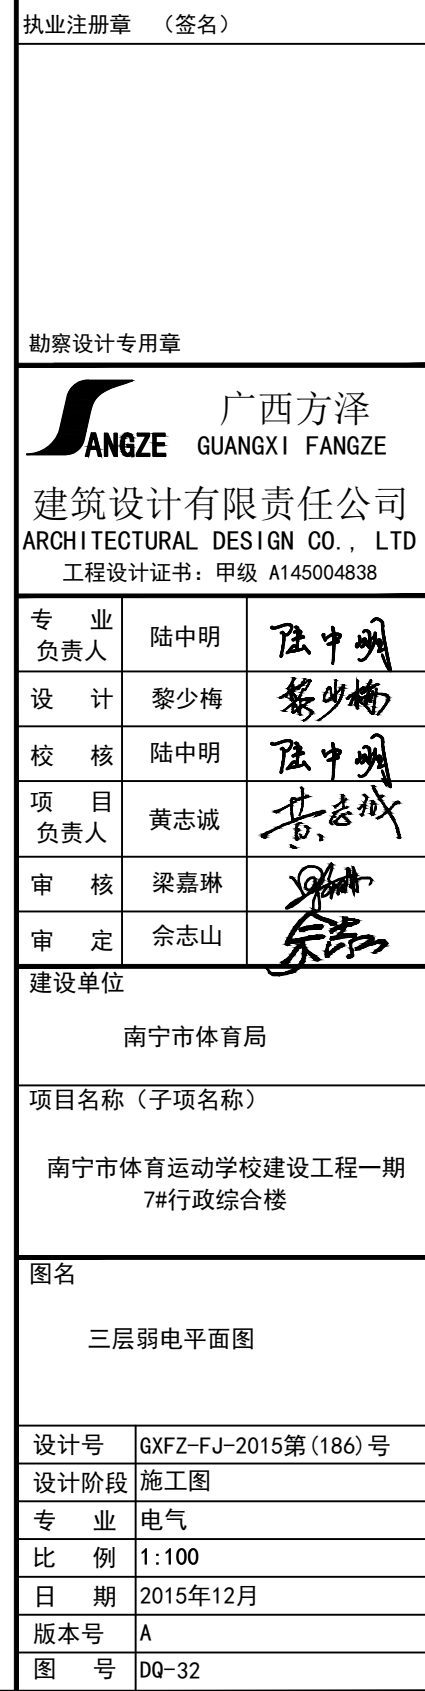 执业注册章 （签名）
勘察设计专用章
ANGZE
广西方泽
GUANGXI FANGZE
建筑设计有限责任公司
ARCHITECTURAL DESIGN CO., LTD
工程设计证书：甲级 A145004838
专 业
负责人 陆中明 陆中明
设 计 黎少梅 黎少梅
校 核 陆中明 陆中明
项 目
负责人 黄志诚 黄志诚
审 核 梁嘉琳
审 定 佘志山 佘志山
建设单位
南宁市体育局
项目名称（子项名称）
南宁市体育运动学校建设工程一期
7#行政综合楼
图名
三层弱电平面图
设计号 GXFZ-FJ-2015第(186)号
设计阶段 施工图
专 业 电气
比 例 1:100
日 期 2015年12月
版本号 A
图 号 DQ-32